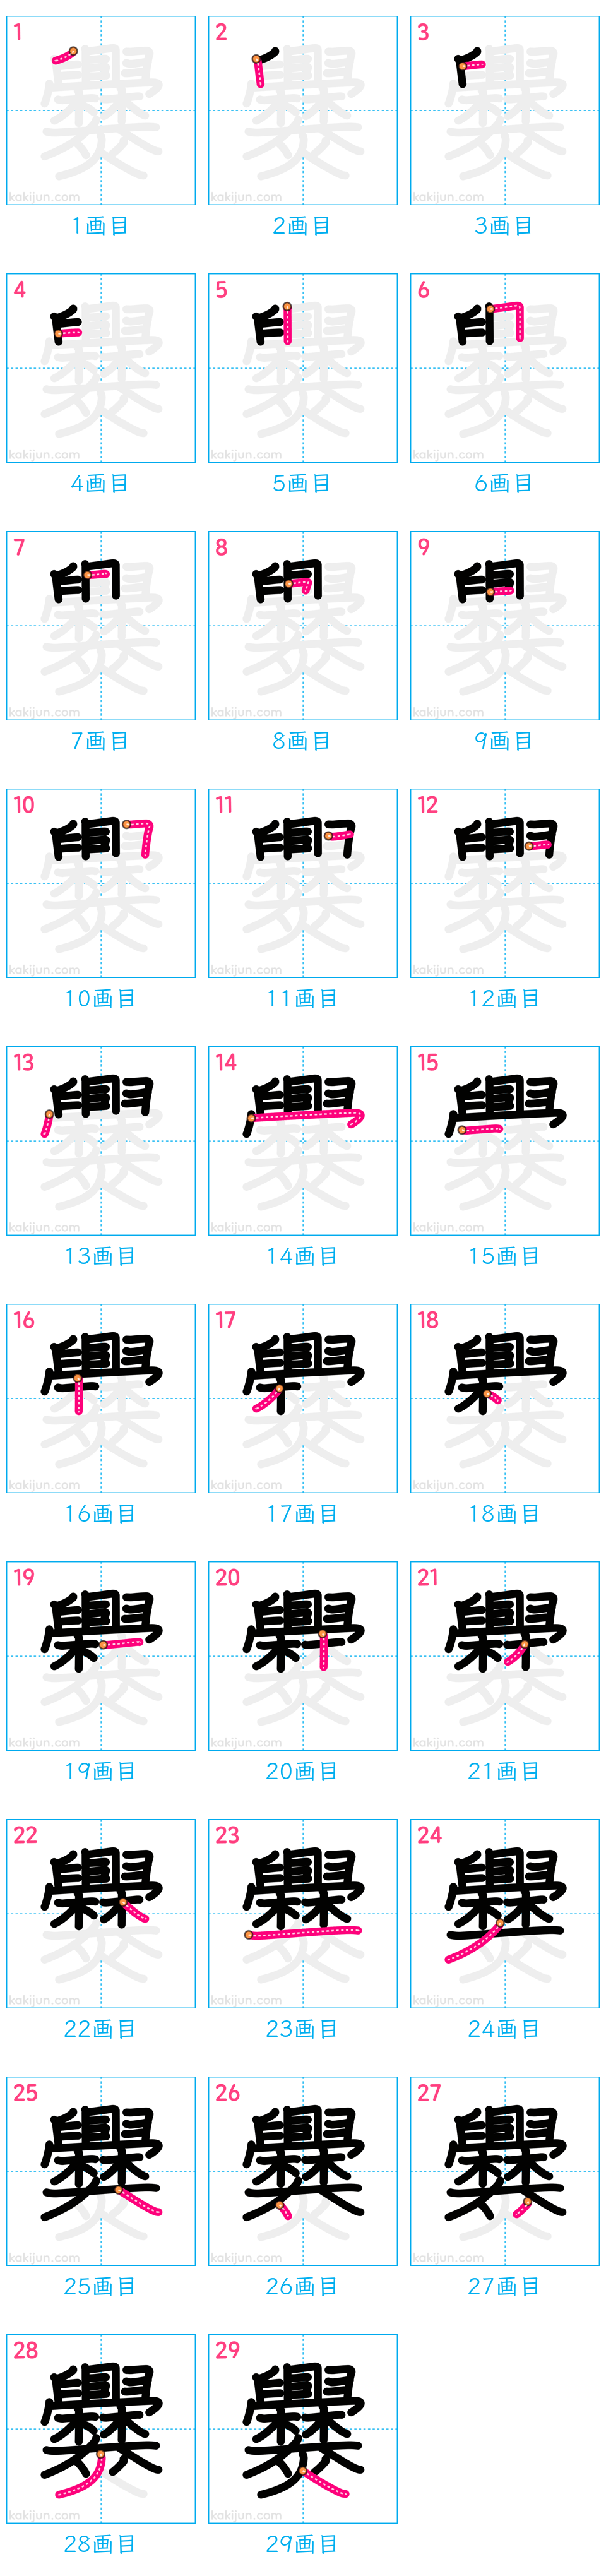 1 2 3
kakijun.com kakijun.com kakijun.com
1画目 2画目 3画目
4 5 6
kakijun.com kakijun.com kakijun.com
4画目 5画目 6画目
7 8 9
kakijun.com kakijun.com kakijun.com
7画目 8画目 9画目
10 11 12
kakijun.com kakijun.com kakijun.com
10画目 11画目 12画目
13 14 15
kakijun.com kakijun.com kakijun.com
13画目 14画目 15画目
16 17 18
kakijun.com kakijun.com kakijun.com
16画目 17画目 18画目
19 20 21
kakijun.com kakijun.com kakijun.com
19画目 20画目 21画目
22 23 24
kakijun.com kakijun.com kakijun.com
22画目 23画目 24画目
25 26 27
kakijun.com kakijun.com kakijun.com
25画目 26画目 27画目
28 29
爨
kakijun.com kakijun.com
28画目 29画目